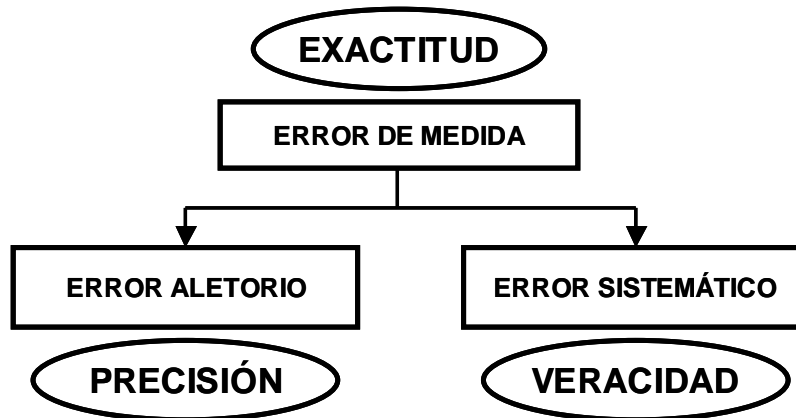 EXACTITUD
ERROR DE MEDIDA
ERROR ALETORIO
ERROR SISTEMÁTICO
PRECISIÓN
VERACIDAD